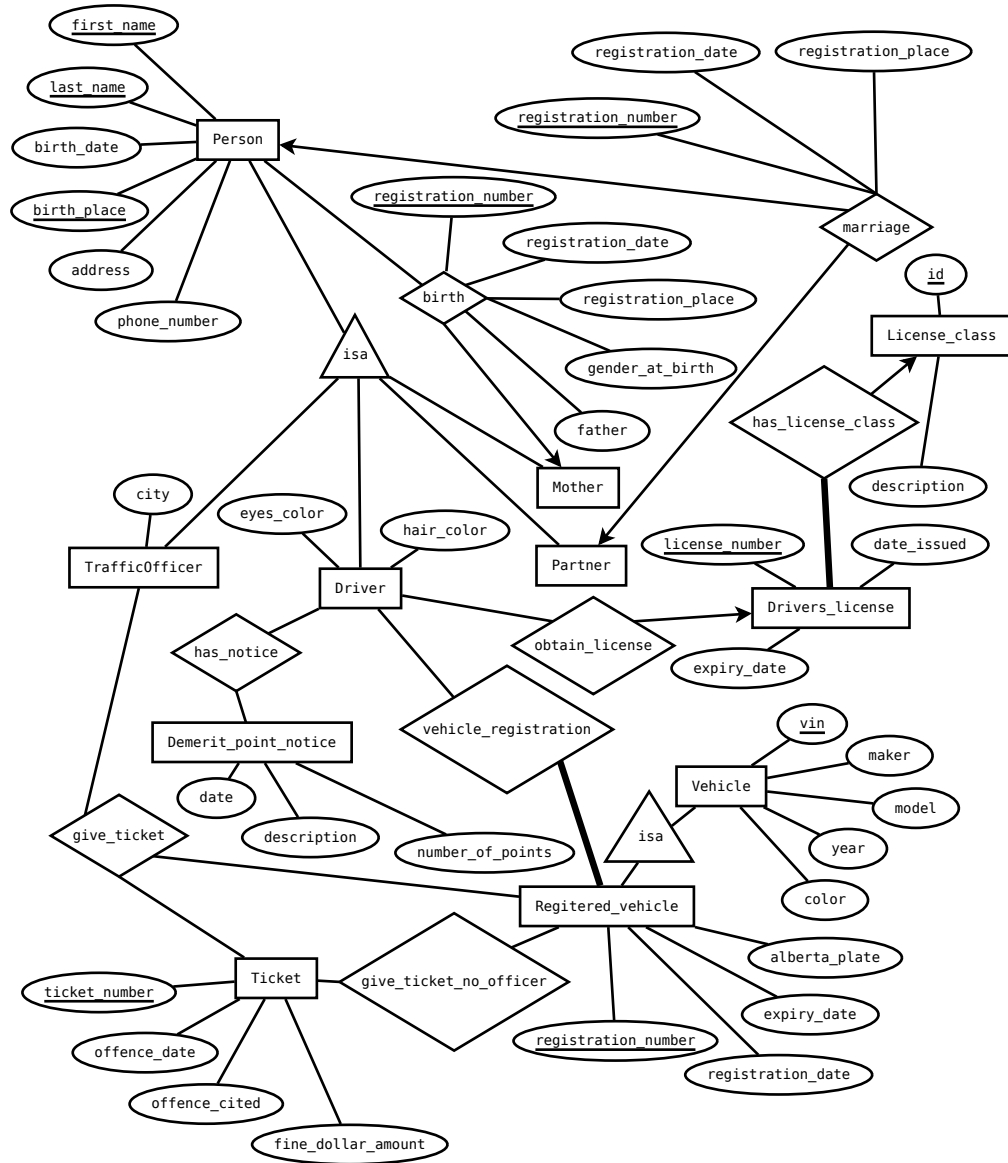 first_name
registration_date
registration_place
last_name
registration_number
Person
birth_date
registration_number
birth_place
marriage
registration_date
address
id
birth
registration_place
phone_number
License_class
isa
gender_at_birth
has_license_class
father
city
Mother
description
eyes_color
hair_color
license_number
date_issued
TrafficOfficer
Partner
Driver
Drivers_license
has_notice
obtain_license
expiry_date
vin
vehicle_registration
Demerit_point_notice
maker
Vehicle
date
model
give_ticket
description
isa
year
number_of_points
color
Regitered_vehicle
alberta_plate
Ticket
give_ticket_no_officer
ticket_number
expiry_date
registration_number
offence_date
registration_date
offence_cited
fine_dollar_amount